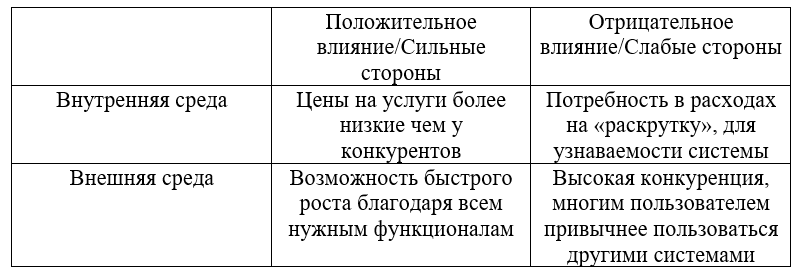 Положительное
влияние/Сильные
стороны
Отрицательное
влияние/Слабые стороны
Внутренняя среда
Цены на услуги более
низкие чем у
конкурентов
Потребность в расходах
на «раскрутку», для
узнаваемости системы
Внешняя среда
Возможность быстрого
роста благодаря всем
нужным функционалам
Высокая конкуренция,
многим пользователем
привычнее пользоваться
другими системами